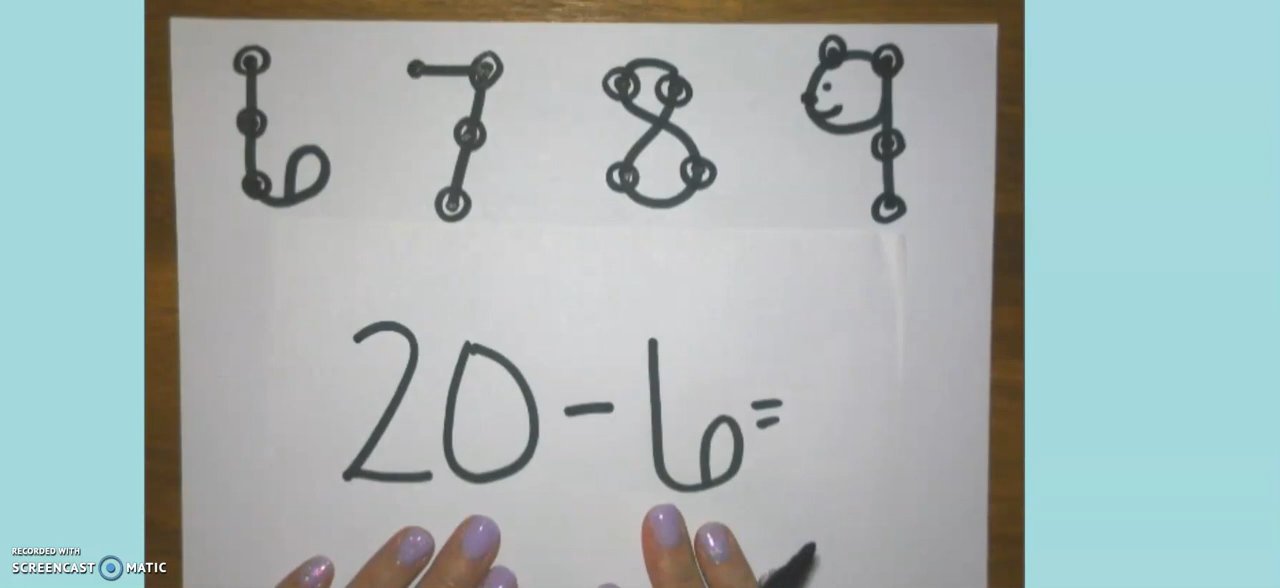 6 7 8 9
20 - 6 =
RECORDED WITH
SCREENCAST MATIC